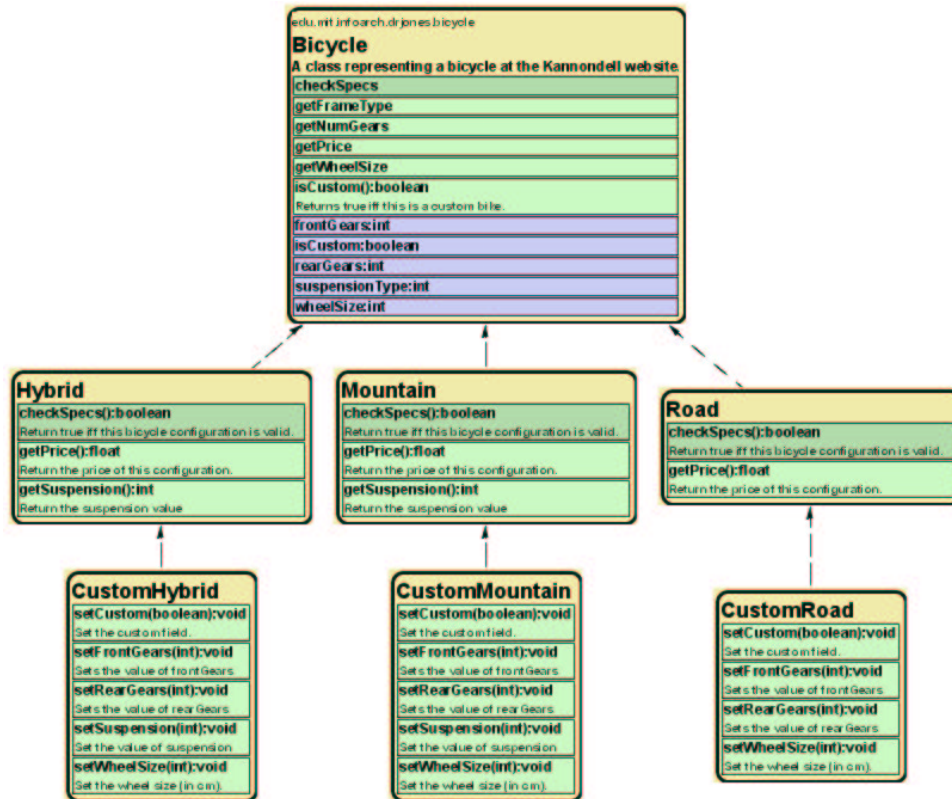 edu.mit.infoarch.drjones.bicycle
Bicycle
A class representing a bicycle at the Kannondell website.
checkSpecs
getFrameType
getNumGears
getPrice
getWheelSize
isCustom():boolean
Returns true iff this is a custom bike.
frontGears:int
isCustom:boolean
rearGears:int
suspensionType:int
wheelSize:int
Hybrid
checkSpecs():boolean
Return true iff this bicycle configuration is valid.
getPrice():float
Return the price of this configuration.
getSuspension():int
Return the suspension value
Mountain
checkSpecs():boolean
Return true iff this bicycle configuration is valid.
getPrice():float
Return the price of this configuration.
getSuspension():int
Return the suspension value
Road
checkSpecs():boolean
Return true iff this bicycle configuration is valid.
getPrice():float
Return the price of this configuration.
CustomHybrid
setCustom(boolean):void
Set the custom field.
setFrontGears(int):void
Sets the value of frontGears
setRearGears(int):void
Sets the value of rearGears
setSuspension(int):void
Set the value of suspension
setWheelSize(int):void
Set the wheel size (in cm).
CustomMountain
setCustom(boolean):void
Set the custom field.
setFrontGears(int):void
Sets the value of frontGears
setRearGears(int):void
Sets the value of rearGears
setSuspension(int):void
Set the value of suspension
setWheelSize(int):void
Set the wheel size (in cm).
CustomRoad
setCustom(boolean):void
Set the custom field.
setFrontGears(int):void
Sets the value of frontGears
setRearGears(int):void
Sets the value of rearGears
setWheelSize(int):void
Set the wheel size (in cm).